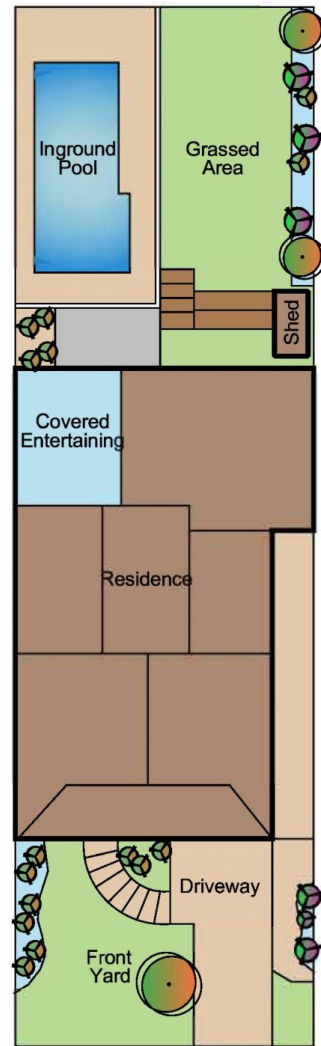 Inground
Pool
Grassed
Area
Shed
Covered
Entertaining
Residence
Driveway
Front
Yard